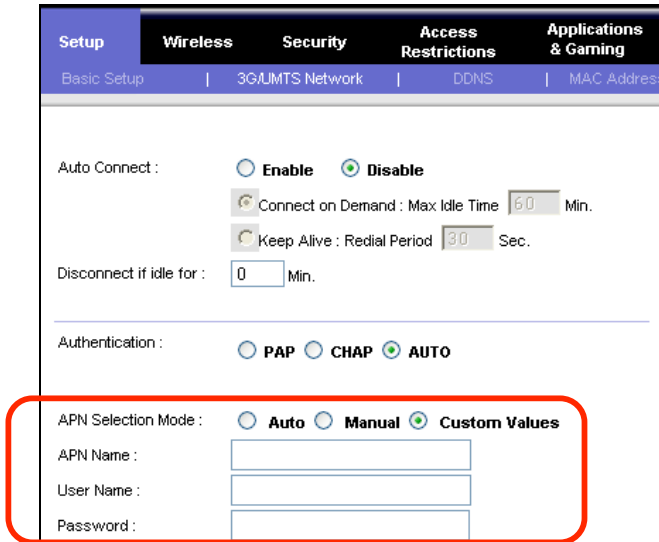 Setup Wireless Security Access Restrictions Applications & Gaming
Basic Setup | 3G/UMTS Network | DDNS | MAC Addres
Auto Connect : Enable Disable
Connect on Demand : Max Idle Time 60 Min.
Keep Alive : Redial Period 30 Sec.
Disconnect if idle for : 0 Min.
Authentication : PAP CHAP AUTO
APN Selection Mode : Auto Manual Custom Values
APN Name :
User Name :
Password :